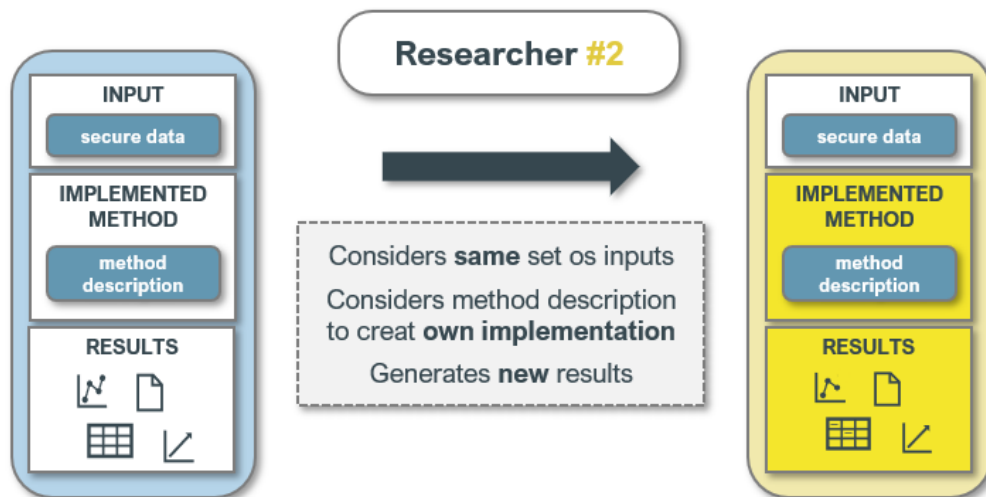 Researcher #2
INPUT
secure data
IMPLEMENTED
METHOD
method
description
RESULTS
Considers same set os inputs
Considers method description
to creat own implementation
Generates new results
INPUT
secure data
IMPLEMENTED
METHOD
method
description
RESULTS